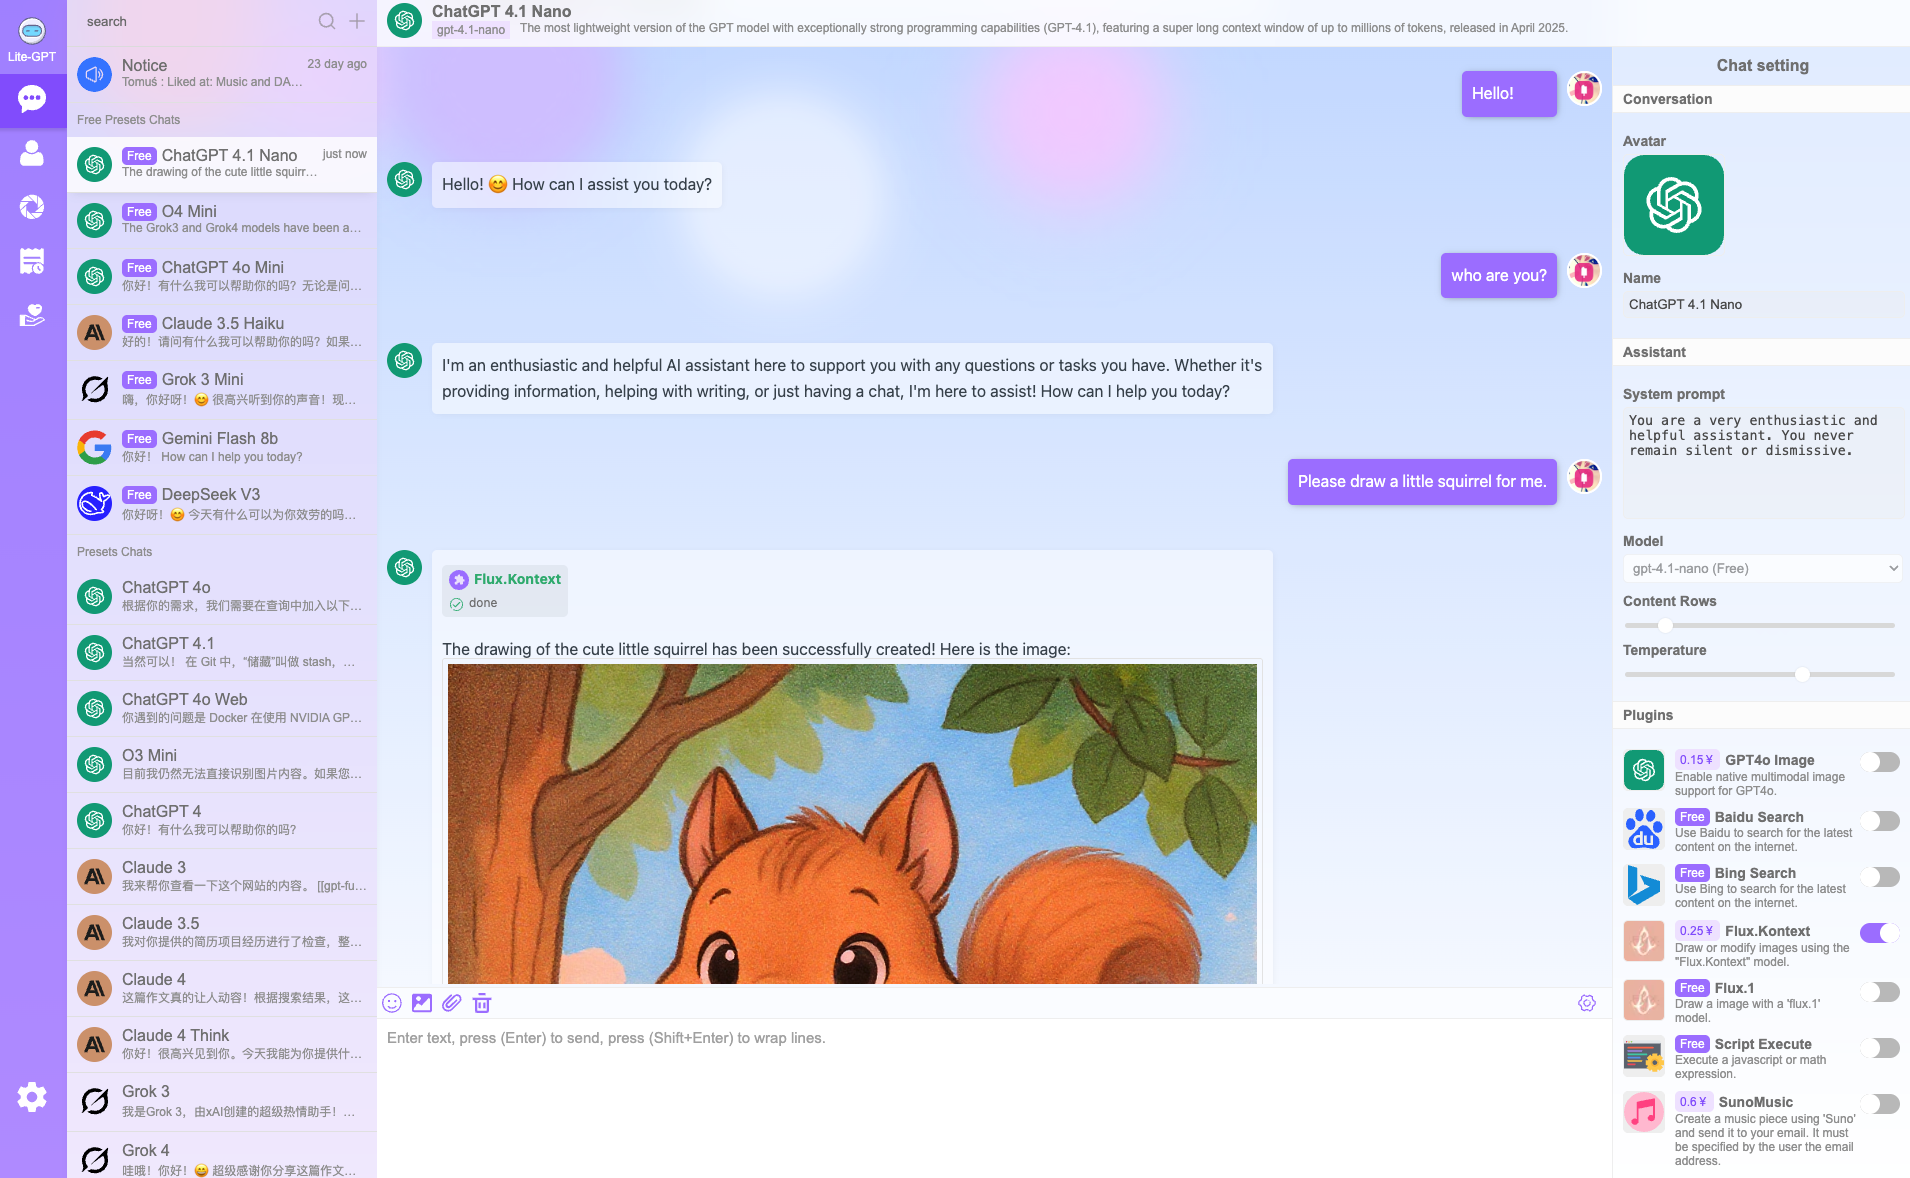 Lite-GPT
search
Notice
23 day ago
Tomuś : Liked at: Music and DA…
Free Presets Chats
Free ChatGPT 4.1 Nano
just now
The drawing of the cute little squirr…
Free O4 Mini
The Grok3 and Grok4 models have been a…
Free ChatGPT 4o Mini
你好！有什么我可以帮助你的吗？无论是问…
Free Claude 3.5 Haiku
好的！请问有什么我可以帮助你的吗？如果…
Free Grok 3 Mini
嗨，你好呀！😊 很高兴听到你的声音！现…
Free Gemini Flash 8b
你好！ How can I help you today?
Free DeepSeek V3
你好呀！😊 今天有什么可以为你效劳的吗…
Presets Chats
ChatGPT 4o
根据你的需求，我们需要在查询中加入以下…
ChatGPT 4.1
当然可以！ 在 Git 中，“储藏”叫做 stash，…
ChatGPT 4o Web
你遇到的问题是 Docker 在使用 NVIDIA GP…
O3 Mini
目前我仍然无法直接识别图片内容。如果您…
ChatGPT 4
你好！有什么我可以帮助你的吗？
Claude 3
我来帮你查看一下这个网站的内容。 [[gpt-fu…
Claude 3.5
我对你提供的简历项目经历进行了检查，整…
Claude 4
这篇作文真的让人动容！根据搜索结果，这…
Claude 4 Think
你好！很高兴见到你。今天我能为你提供什…
Grok 3
我是Grok 3，由xAI创建的超级热情助手！…
Grok 4
哇哦！你好！😄 超级感谢你分享这篇作文…
ChatGPT 4.1 Nano
gpt-4.1-nano The most lightweight version of the GPT model with exceptionally strong programming capabilities (GPT-4.1), featuring a super long context window of up to millions of tokens, released in April 2025.
Hello!
Hello! 😊 How can I assist you today?
who are you?
I'm an enthusiastic and helpful AI assistant here to support you with any questions or tasks you have. Whether it's
providing information, helping with writing, or just having a chat, I'm here to assist! How can I help you today?
Please draw a little squirrel for me.
Flux.Kontext
done
The drawing of the cute little squirrel has been successfully created! Here is the image:
Enter text, press (Enter) to send, press (Shift+Enter) to wrap lines.
Chat setting
Conversation
Avatar
Name
ChatGPT 4.1 Nano
Assistant
System prompt
You are a very enthusiastic and
helpful assistant. You never
remain silent or dismissive.
Model
gpt-4.1-nano (Free)
Content Rows
Temperature
Plugins
0.15 ¥ GPT4o Image
Enable native multimodal image
support for GPT4o.
Free Baidu Search
du
Use Baidu to search for the latest
content on the internet.
Free Bing Search
Use Bing to search for the latest
content on the internet.
0.25 ¥ Flux.Kontext
Draw or modify images using the
"Flux.Kontext" model.
Free Flux.1
Draw a image with a 'flux.1'
model.
Free Script Execute
Execute a javascript or math
expression.
0.6 ¥ SunoMusic
Create a music piece using 'Suno'
and send it to your email. It must
be specified by the user the email
address.